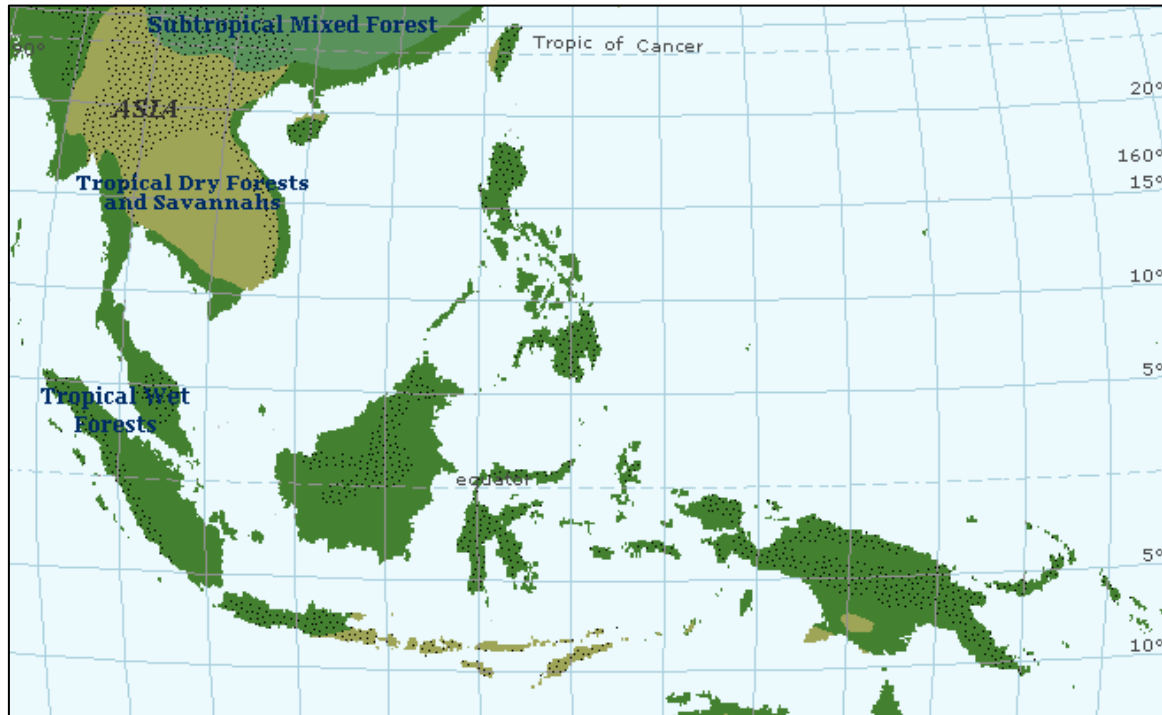 Subtropical Mixed Forest
90°
Tropic of Cancer
ASIA
20°
160°
15°
Tropical Dry Forests
and Savannahs
10°
5°
Tropical Wet
Forests
equator
5°
10°